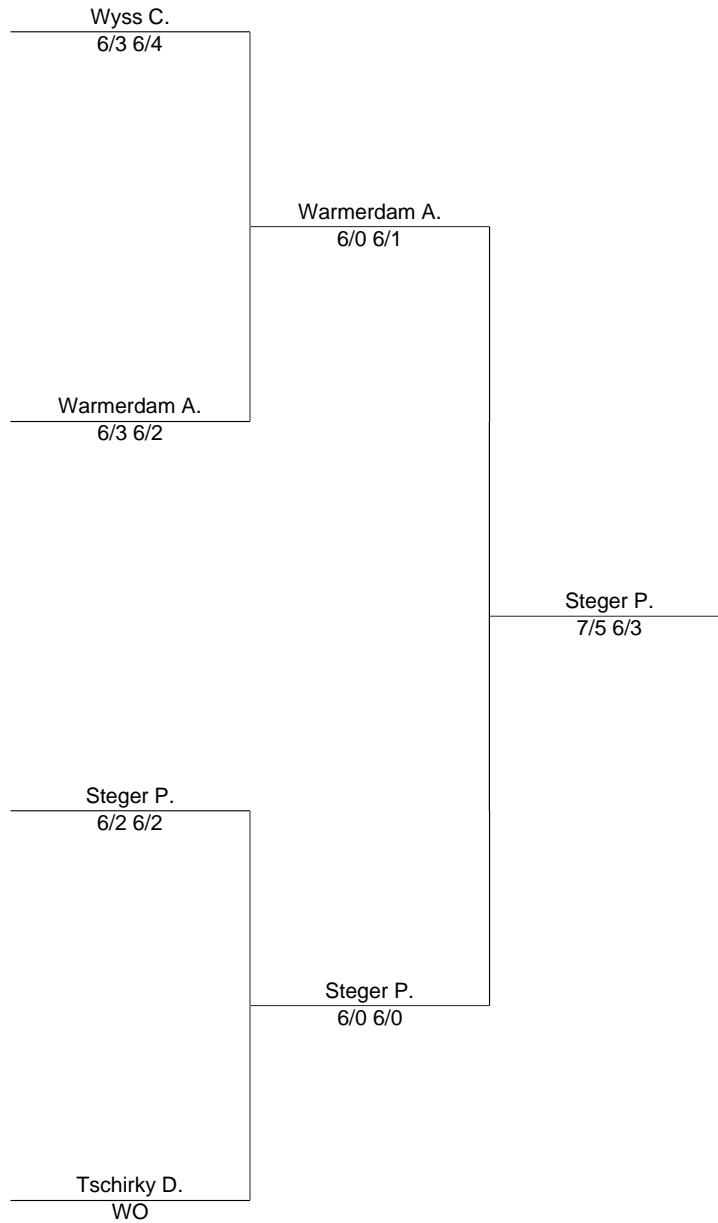 Wyss C.
6/3 6/4
Warmerdam A.
6/0 6/1
Warmerdam A.
6/3 6/2
Steger P.
7/5 6/3
Steger P.
6/2 6/2
Steger P.
6/0 6/0
Tschirky D.
WO